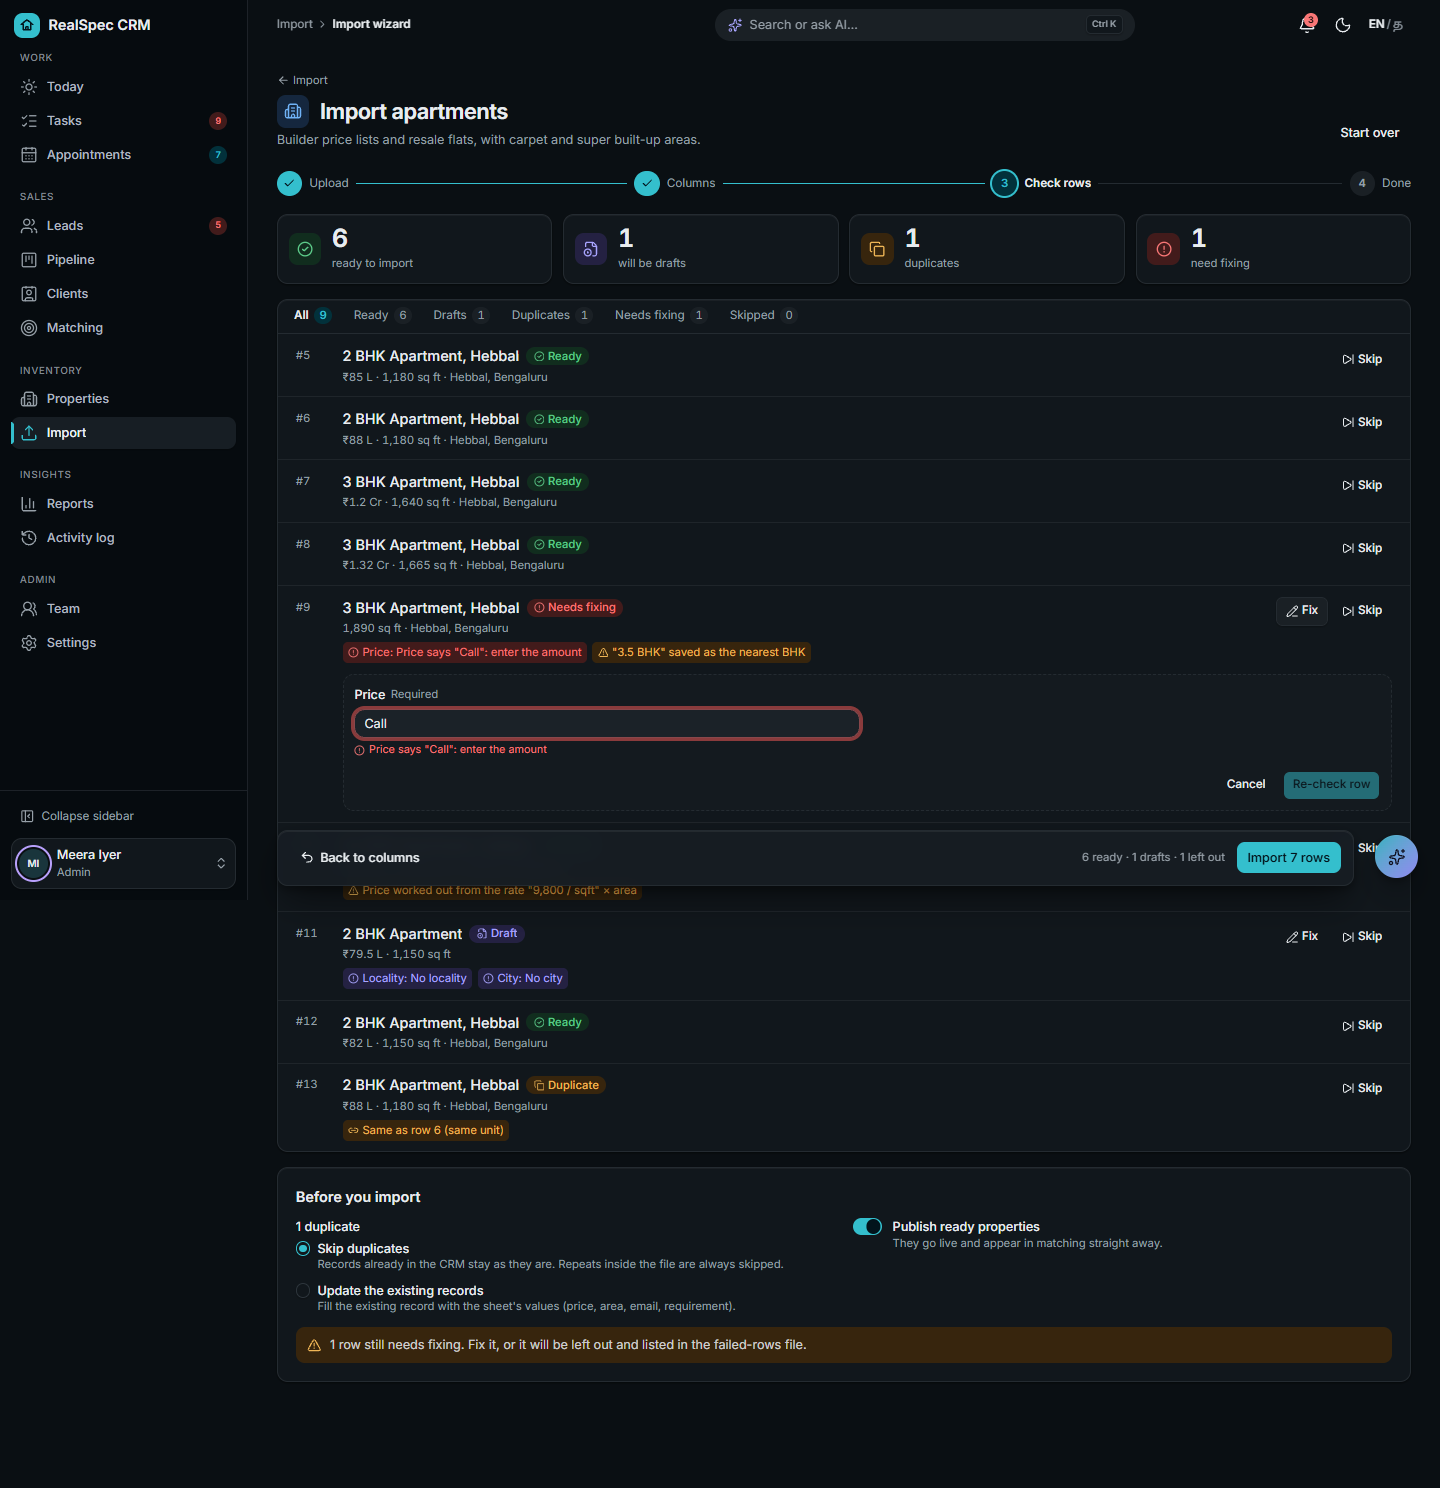 RealSpec CRM
Import > Import wizard
Search or ask AI...
Ctrl K
3
EN / த
WORK
Today
Tasks 9
Appointments 7
SALES
Leads 5
Pipeline
Clients
Matching
INVENTORY
Properties
Import
INSIGHTS
Reports
Activity log
ADMIN
Team
Settings
Collapse sidebar
MI
Meera Iyer
Admin
← Import
Import apartments
Builder price lists and resale flats, with carpet and super built-up areas.
Start over
Upload
Columns
3 Check rows
4 Done
6
ready to import
1
will be drafts
1
duplicates
1
need fixing
All 9 Ready 6 Drafts 1 Duplicates 1 Needs fixing 1 Skipped 0
#5 2 BHK Apartment, Hebbal Ready Skip
₹85 L · 1,180 sq ft · Hebbal, Bengaluru
#6 2 BHK Apartment, Hebbal Ready Skip
₹88 L · 1,180 sq ft · Hebbal, Bengaluru
#7 3 BHK Apartment, Hebbal Ready Skip
₹1.2 Cr · 1,640 sq ft · Hebbal, Bengaluru
#8 3 BHK Apartment, Hebbal Ready Skip
₹1.32 Cr · 1,665 sq ft · Hebbal, Bengaluru
#9 3 BHK Apartment, Hebbal Needs fixing Fix Skip
1,890 sq ft · Hebbal, Bengaluru
Price: Price says "Call": enter the amount "3.5 BHK" saved as the nearest BHK
Price Required
Call
Price says "Call": enter the amount
Cancel Re-check row
Skip
Back to columns 6 ready · 1 drafts · 1 left out Import 7 rows
Price worked out from the rate "9,800 / sqft" × area
#11 2 BHK Apartment Draft Fix Skip
₹79.5 L · 1,150 sq ft
Locality: No locality City: No city
#12 2 BHK Apartment, Hebbal Ready Skip
₹82 L · 1,150 sq ft · Hebbal, Bengaluru
#13 2 BHK Apartment, Hebbal Duplicate Skip
₹88 L · 1,180 sq ft · Hebbal, Bengaluru
Same as row 6 (same unit)
Before you import
1 duplicate
Skip duplicates
Records already in the CRM stay as they are. Repeats inside the file are always skipped.
Update the existing records
Fill the existing record with the sheet's values (price, area, email, requirement).
Publish ready properties
They go live and appear in matching straight away.
1 row still needs fixing. Fix it, or it will be left out and listed in the failed-rows file.